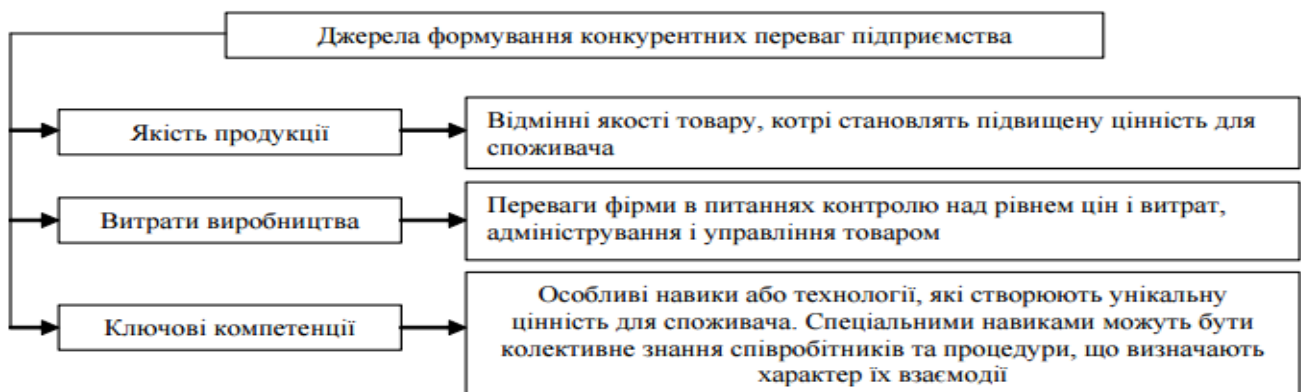 Джерела формування конкурентних переваг підприємства
Якість продукції
Відмінні якості товару, котрі становлять підвищену цінність для
споживача
Витрати виробництва
Переваги фірми в питаннях контролю над рівнем цін і витрат,
адміністрування і управління товаром
Ключові компетенції
Особливі навики або технології, які створюють унікальну
цінність для споживача. Спеціальними навиками можуть бути
колективне знання співробітників та процедури, що визначають
характер їх взаємодії